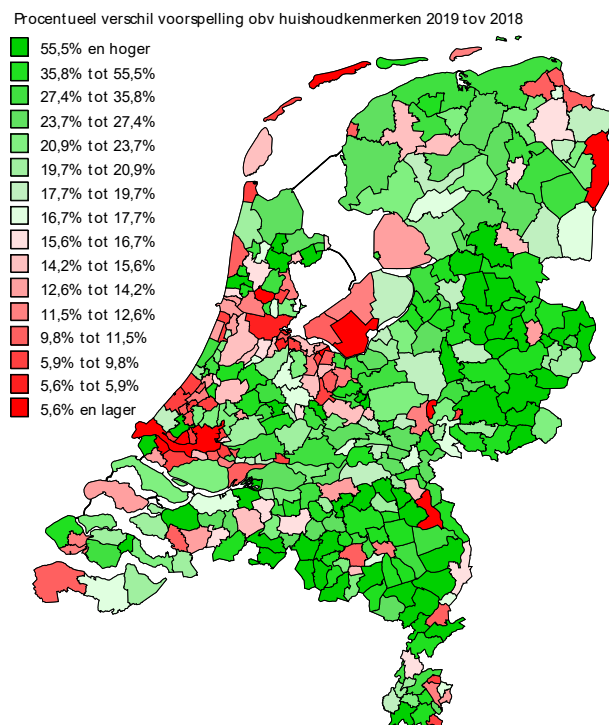 Procentueel verschil voorspelling obv huishoudkenmerken 2019 tov 2018
55,5% en hoger
35,8% tot 55,5%
27,4% tot 35,8%
23,7% tot 27,4%
20,9% tot 23,7%
19,7% tot 20,9%
17,7% tot 19,7%
16,7% tot 17,7%
15,6% tot 16,7%
14,2% tot 15,6%
12,6% tot 14,2%
11,5% tot 12,6%
9,8% tot 11,5%
5,9% tot 9,8%
5,6% tot 5,9%
5,6% en lager